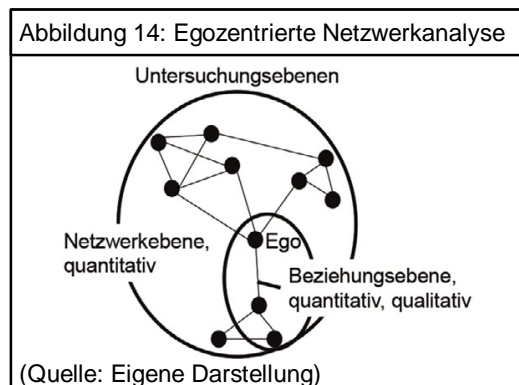 Abbildung 14: Egozentrierte Netzwerkanalyse
Untersuchungsebenen
Ego
Netzwerkebene,
quantitativ
Beziehungsebene,
quantitativ, qualitativ
(Quelle: Eigene Darstellung)